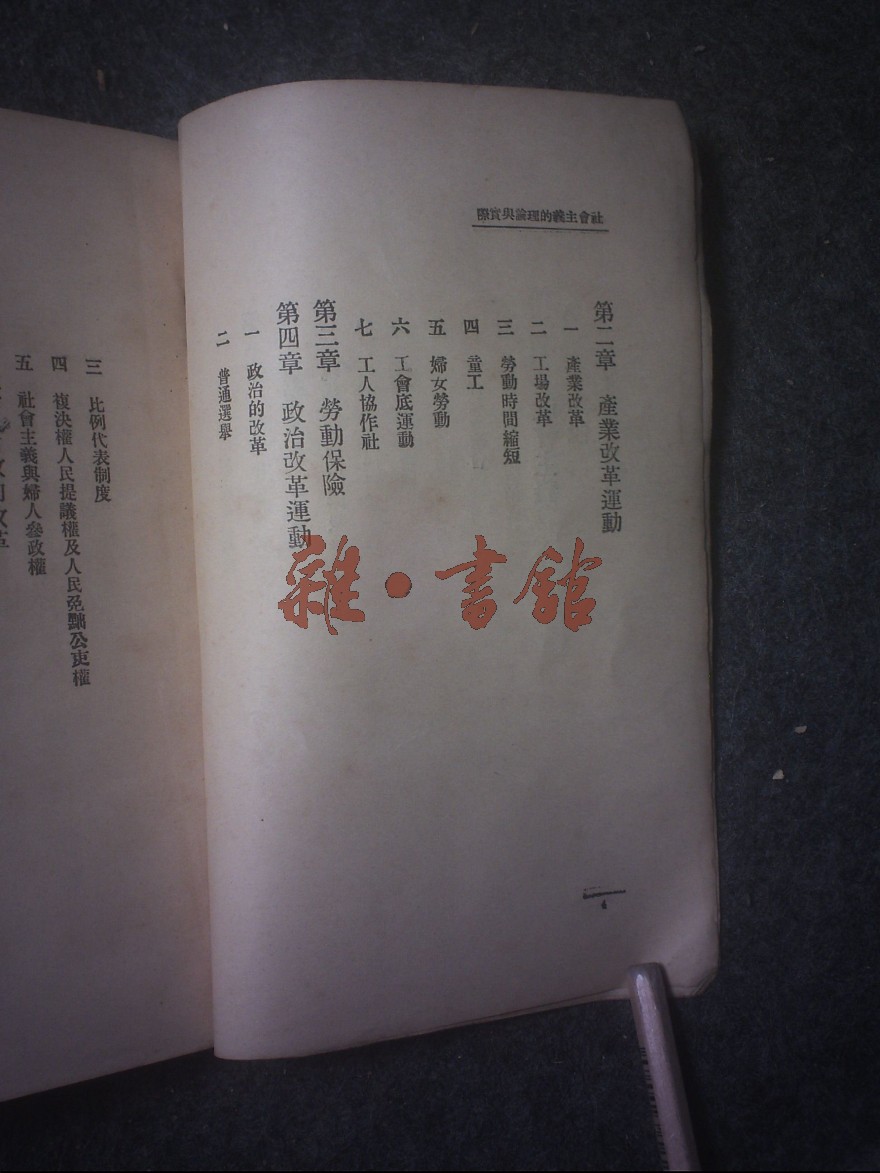 社會主義的理論與實際
第二章　產業改革運動
一　產業改革
二　工場改革
三　勞動時間縮短
四　童工
五　婦女勞動
六　工會底運動
七　工人協作社
第三章　勞動保險
第四章　政治改革運動
一　政治的改革
二　普通選舉
4
三　比例代表制度
四　複決權人民提議權及人民免黜公吏權
五　社會主義與婦人參政權
雜・書館